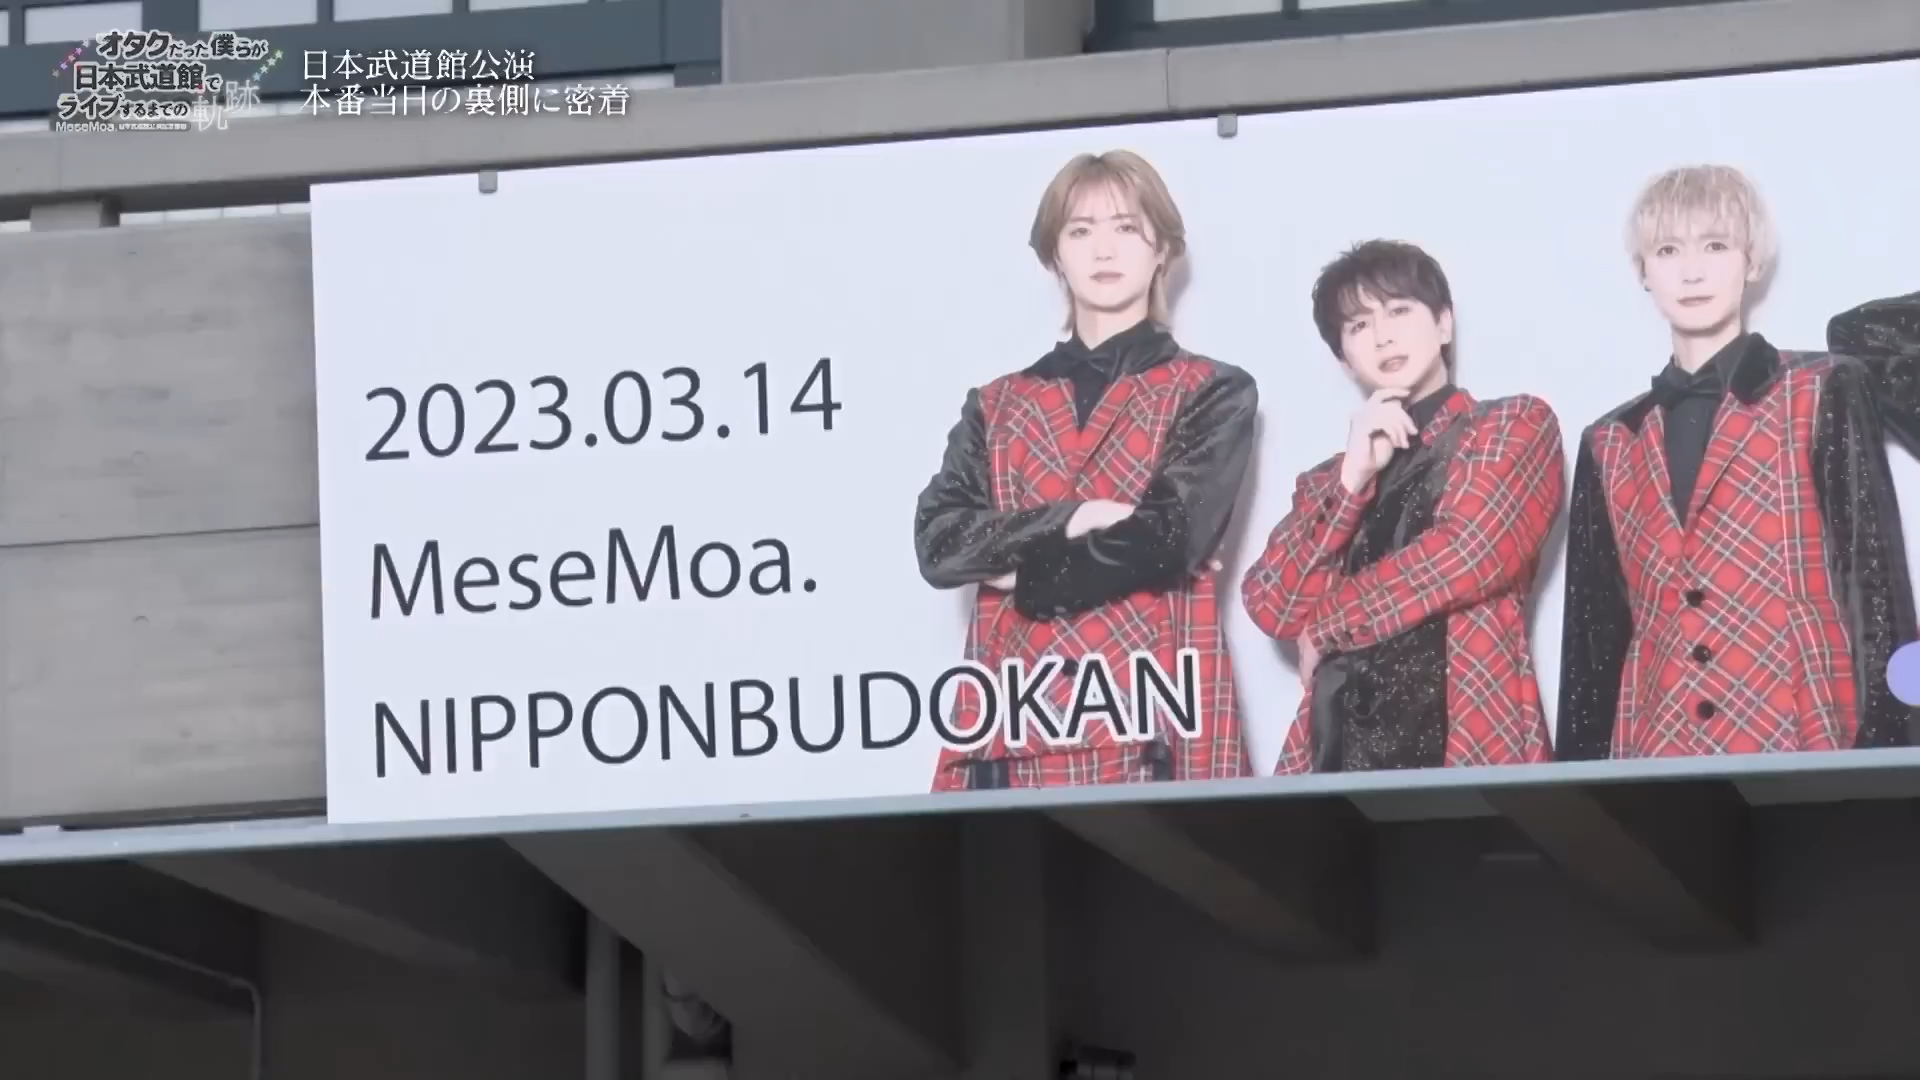 オタクだった僕らが
日本武道館で
ライブするまでの軌跡
MeseMoa.
日本武道館公演
本番当日の裏側に密着
2023.03.14
MeseMoa.
NIPPONBUDOKAN